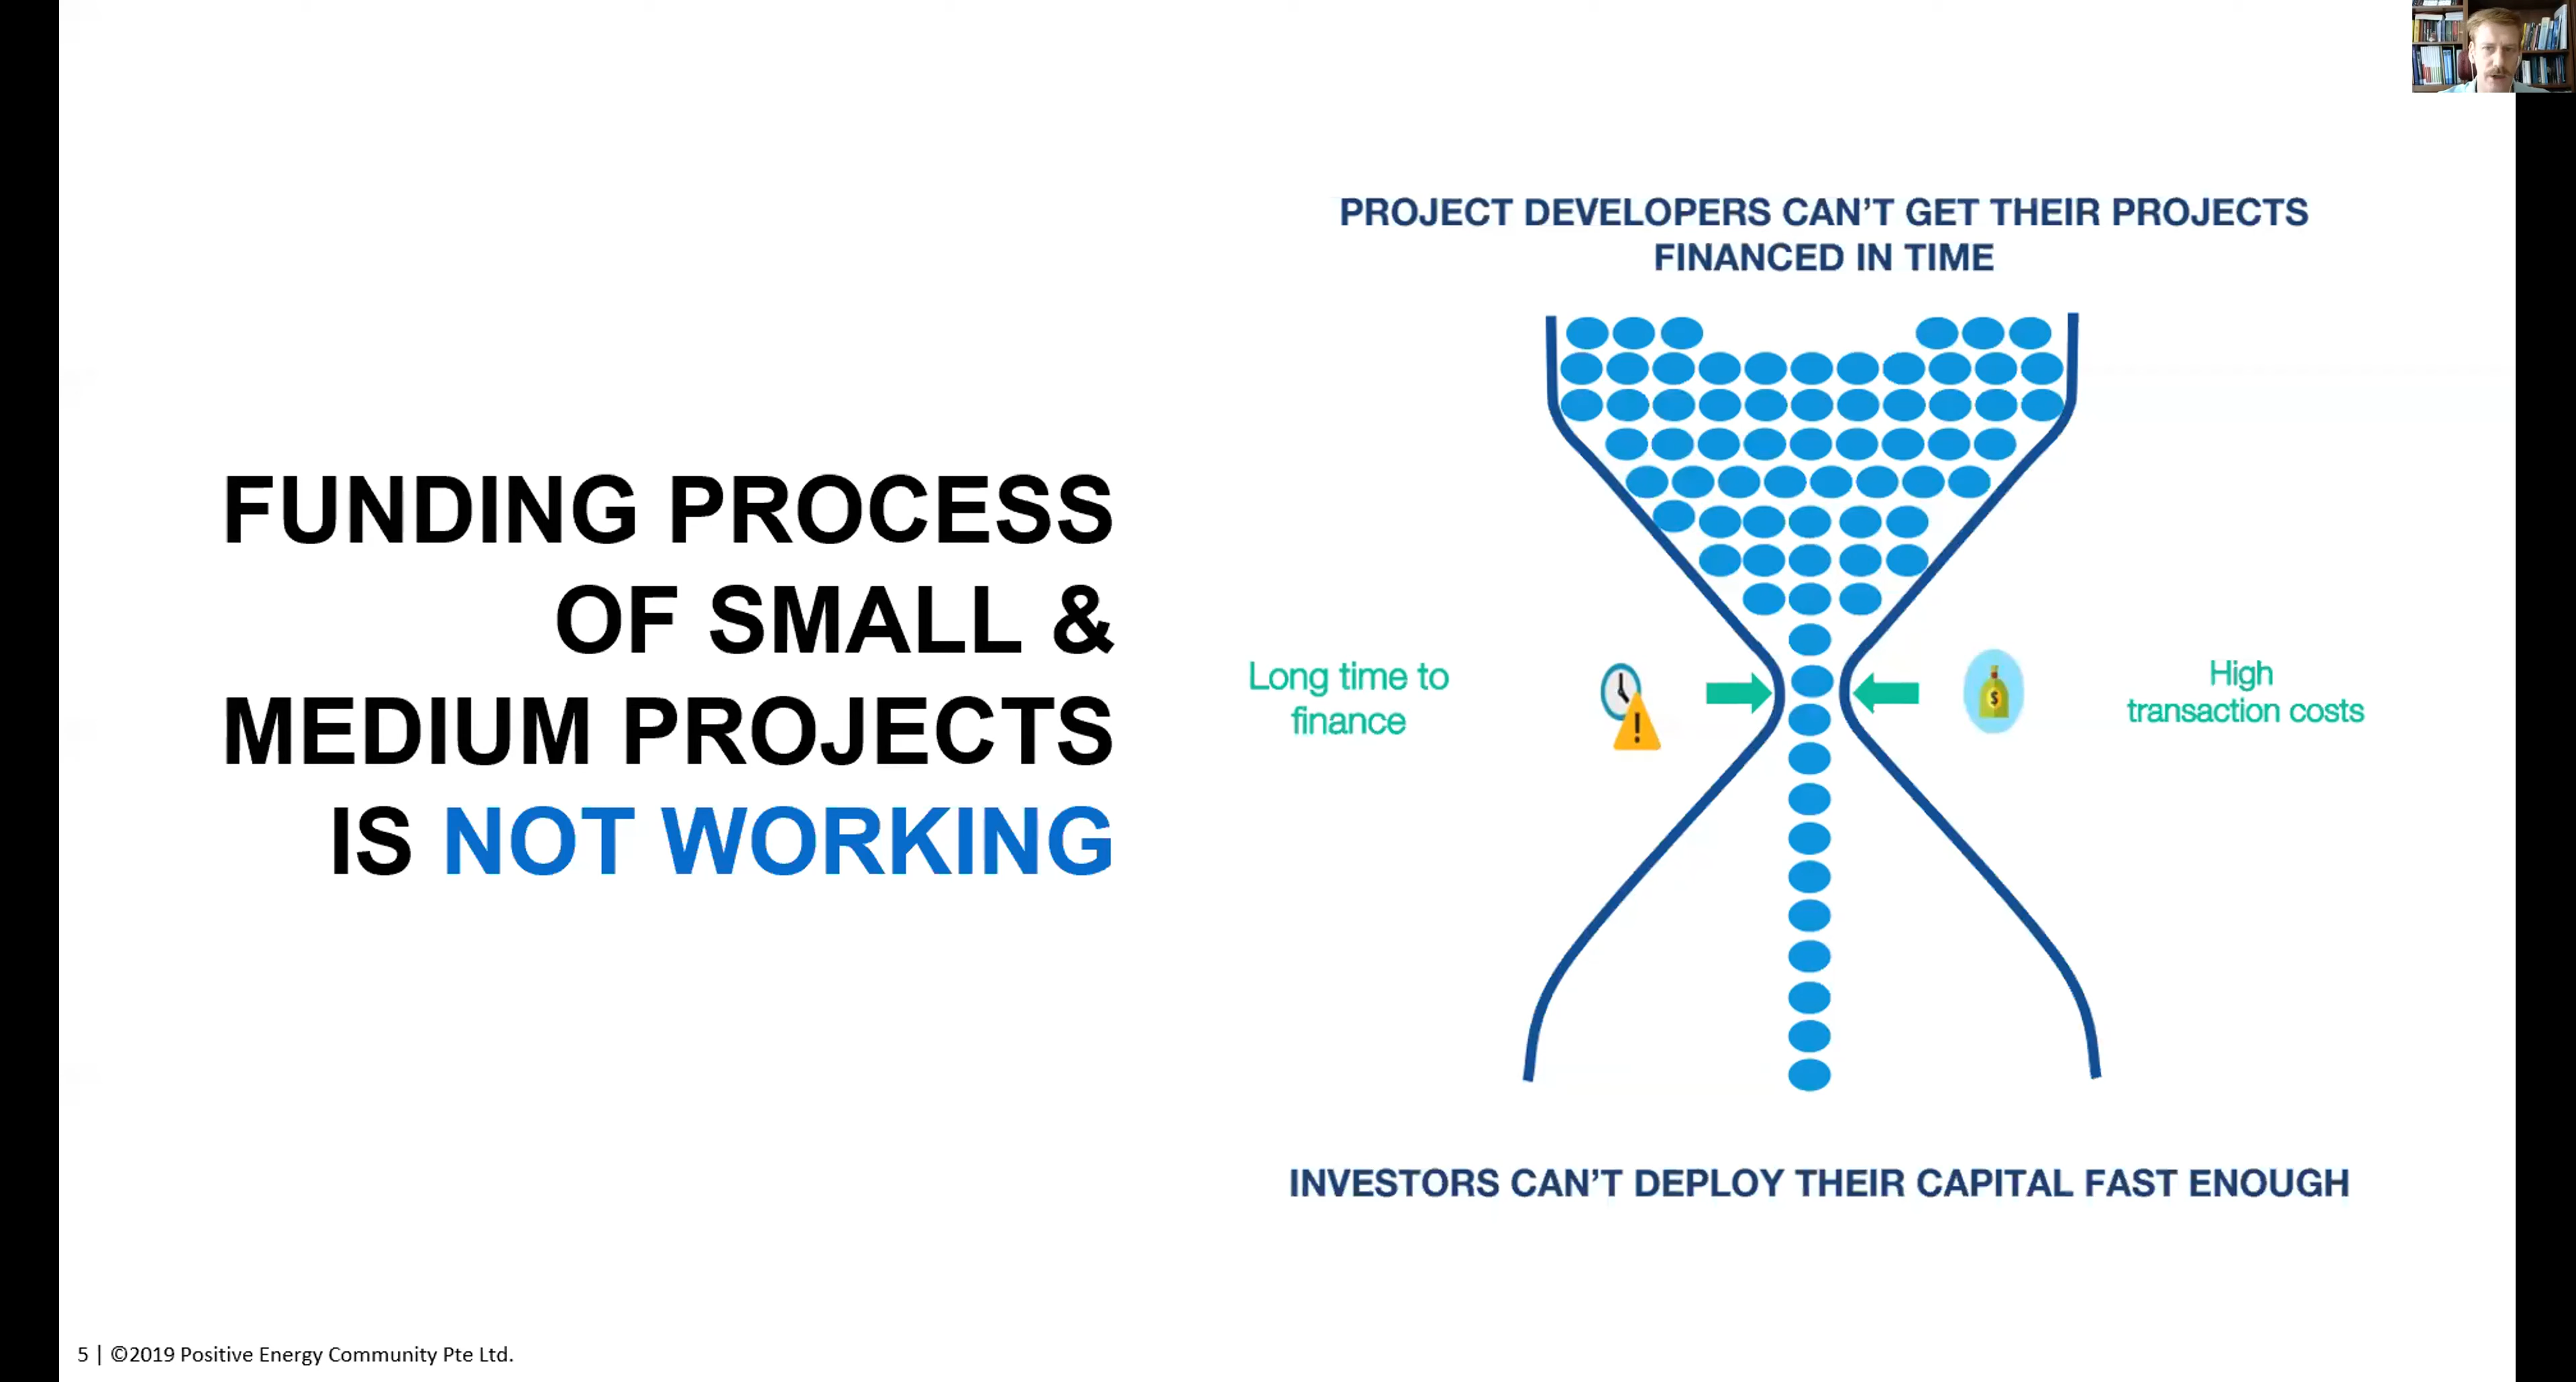 FUNDING PROCESS
OF SMALL &
MEDIUM PROJECTS
IS NOT WORKING
PROJECT DEVELOPERS CAN'T GET THEIR PROJECTS
FINANCED IN TIME
Long time to
finance
!
$
High
transaction costs
INVESTORS CAN'T DEPLOY THEIR CAPITAL FAST ENOUGH
5 | ©2019 Positive Energy Community Pte Ltd.